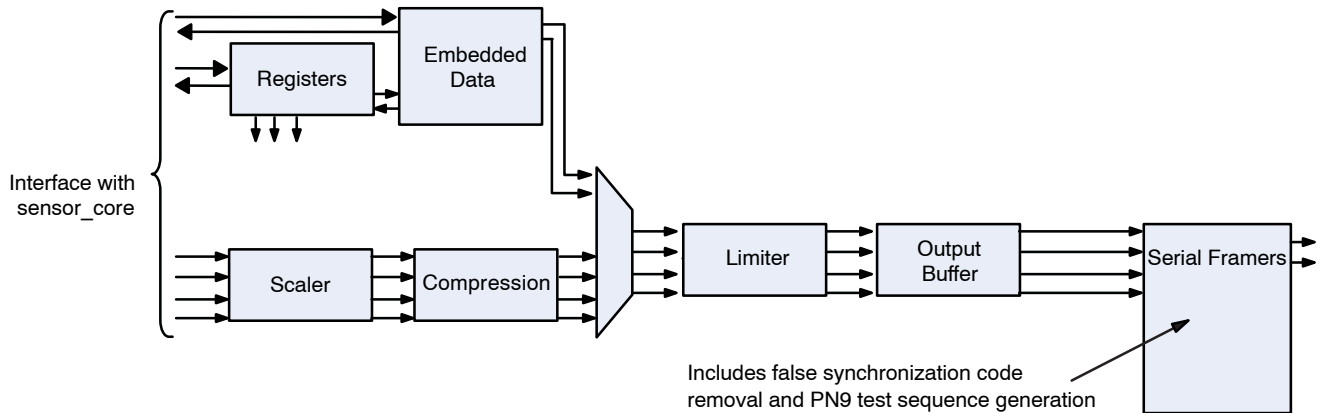 Embedded
Data
Registers
Interface with
sensor_core
Scaler
Compression
Limiter
Output
Buffer
Serial Framers
Includes false synchronization code
removal and PN9 test sequence generation